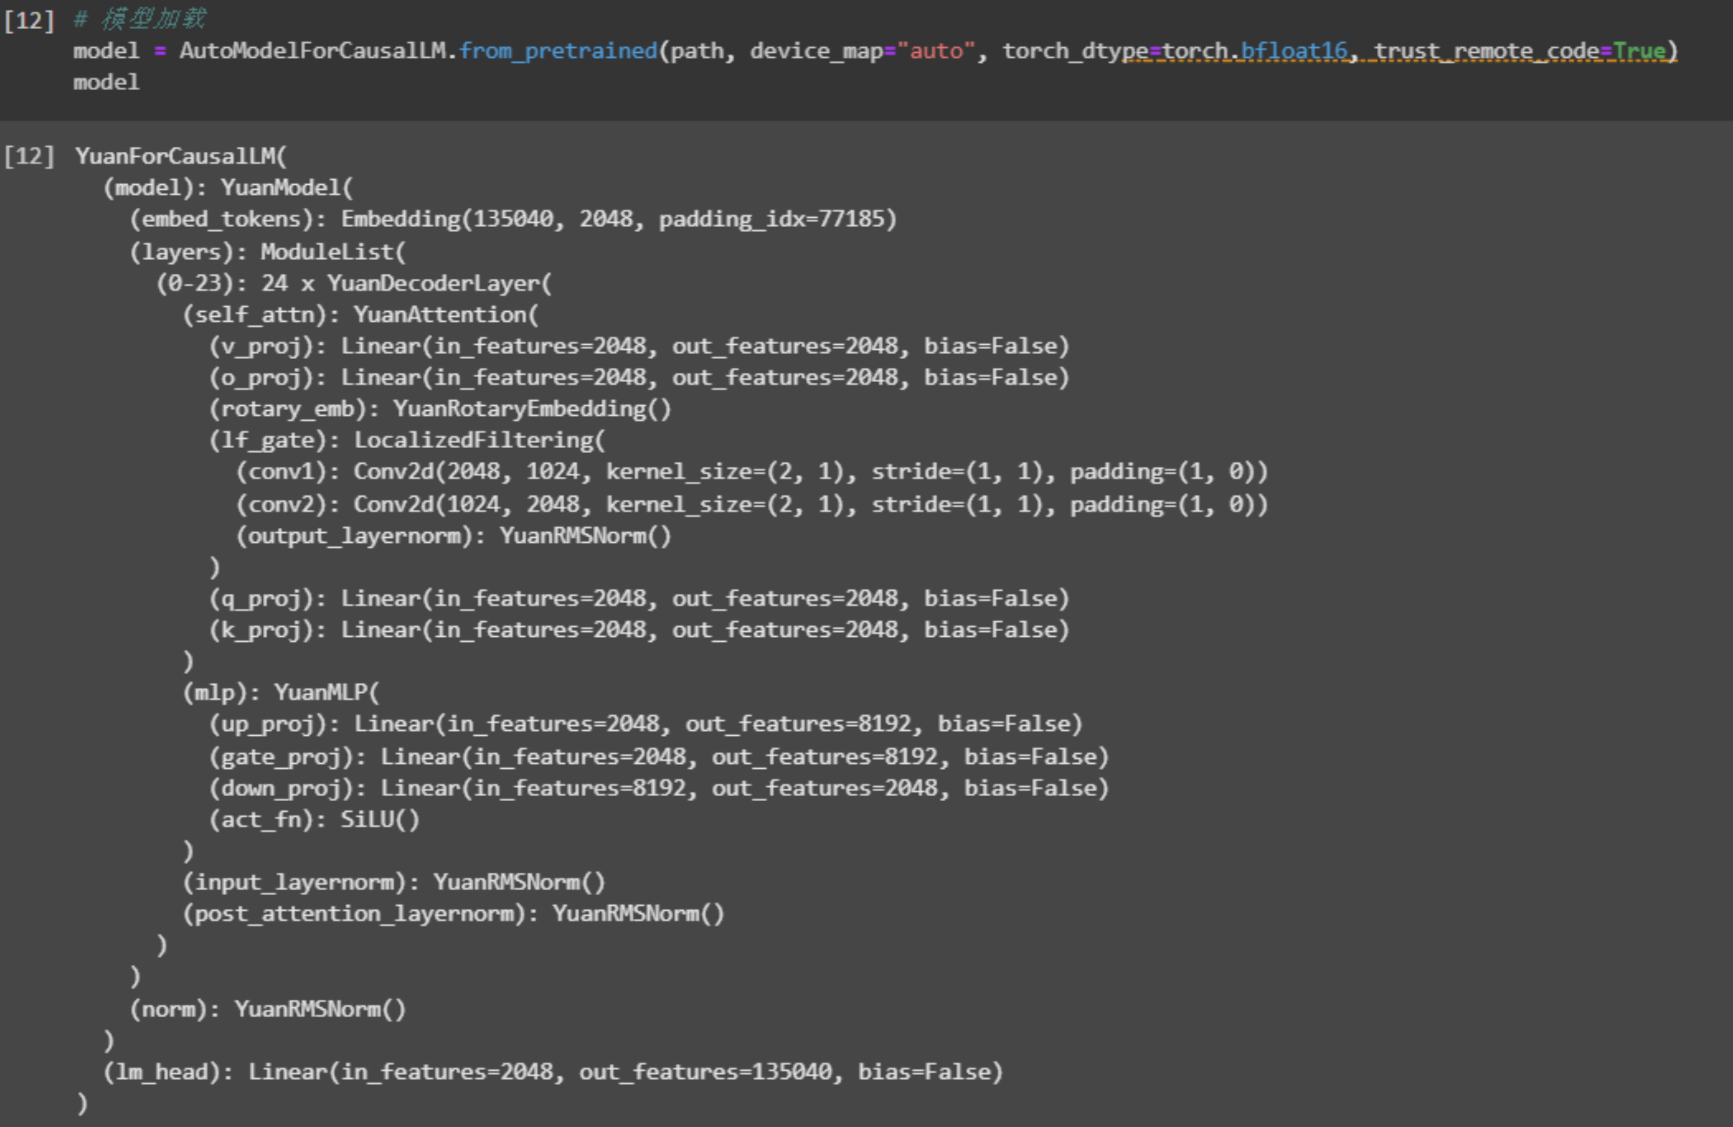 [12] # 模型加载
model = AutoModelForCausalLM.from_pretrained(path, device_map="auto", torch_dtype=torch.bfloat16, trust_remote_code=True)
model
[12] YuanForCausalLM(
  (model): YuanModel(
    (embed_tokens): Embedding(135040, 2048, padding_idx=77185)
    (layers): ModuleList(
      (0-23): 24 x YuanDecoderLayer(
        (self_attn): YuanAttention(
          (v_proj): Linear(in_features=2048, out_features=2048, bias=False)
          (o_proj): Linear(in_features=2048, out_features=2048, bias=False)
          (rotary_emb): YuanRotaryEmbedding()
          (lf_gate): LocalizedFiltering(
            (conv1): Conv2d(2048, 1024, kernel_size=(2, 1), stride=(1, 1), padding=(1, 0))
            (conv2): Conv2d(1024, 2048, kernel_size=(2, 1), stride=(1, 1), padding=(1, 0))
            (output_layernorm): YuanRMSNorm()
          )
          (q_proj): Linear(in_features=2048, out_features=2048, bias=False)
          (k_proj): Linear(in_features=2048, out_features=2048, bias=False)
        )
        (mlp): YuanMLP(
          (up_proj): Linear(in_features=2048, out_features=8192, bias=False)
          (gate_proj): Linear(in_features=2048, out_features=8192, bias=False)
          (down_proj): Linear(in_features=8192, out_features=2048, bias=False)
          (act_fn): SiLU()
        )
        (input_layernorm): YuanRMSNorm()
        (post_attention_layernorm): YuanRMSNorm()
      )
    )
    (norm): YuanRMSNorm()
  )
  (lm_head): Linear(in_features=2048, out_features=135040, bias=False)
)